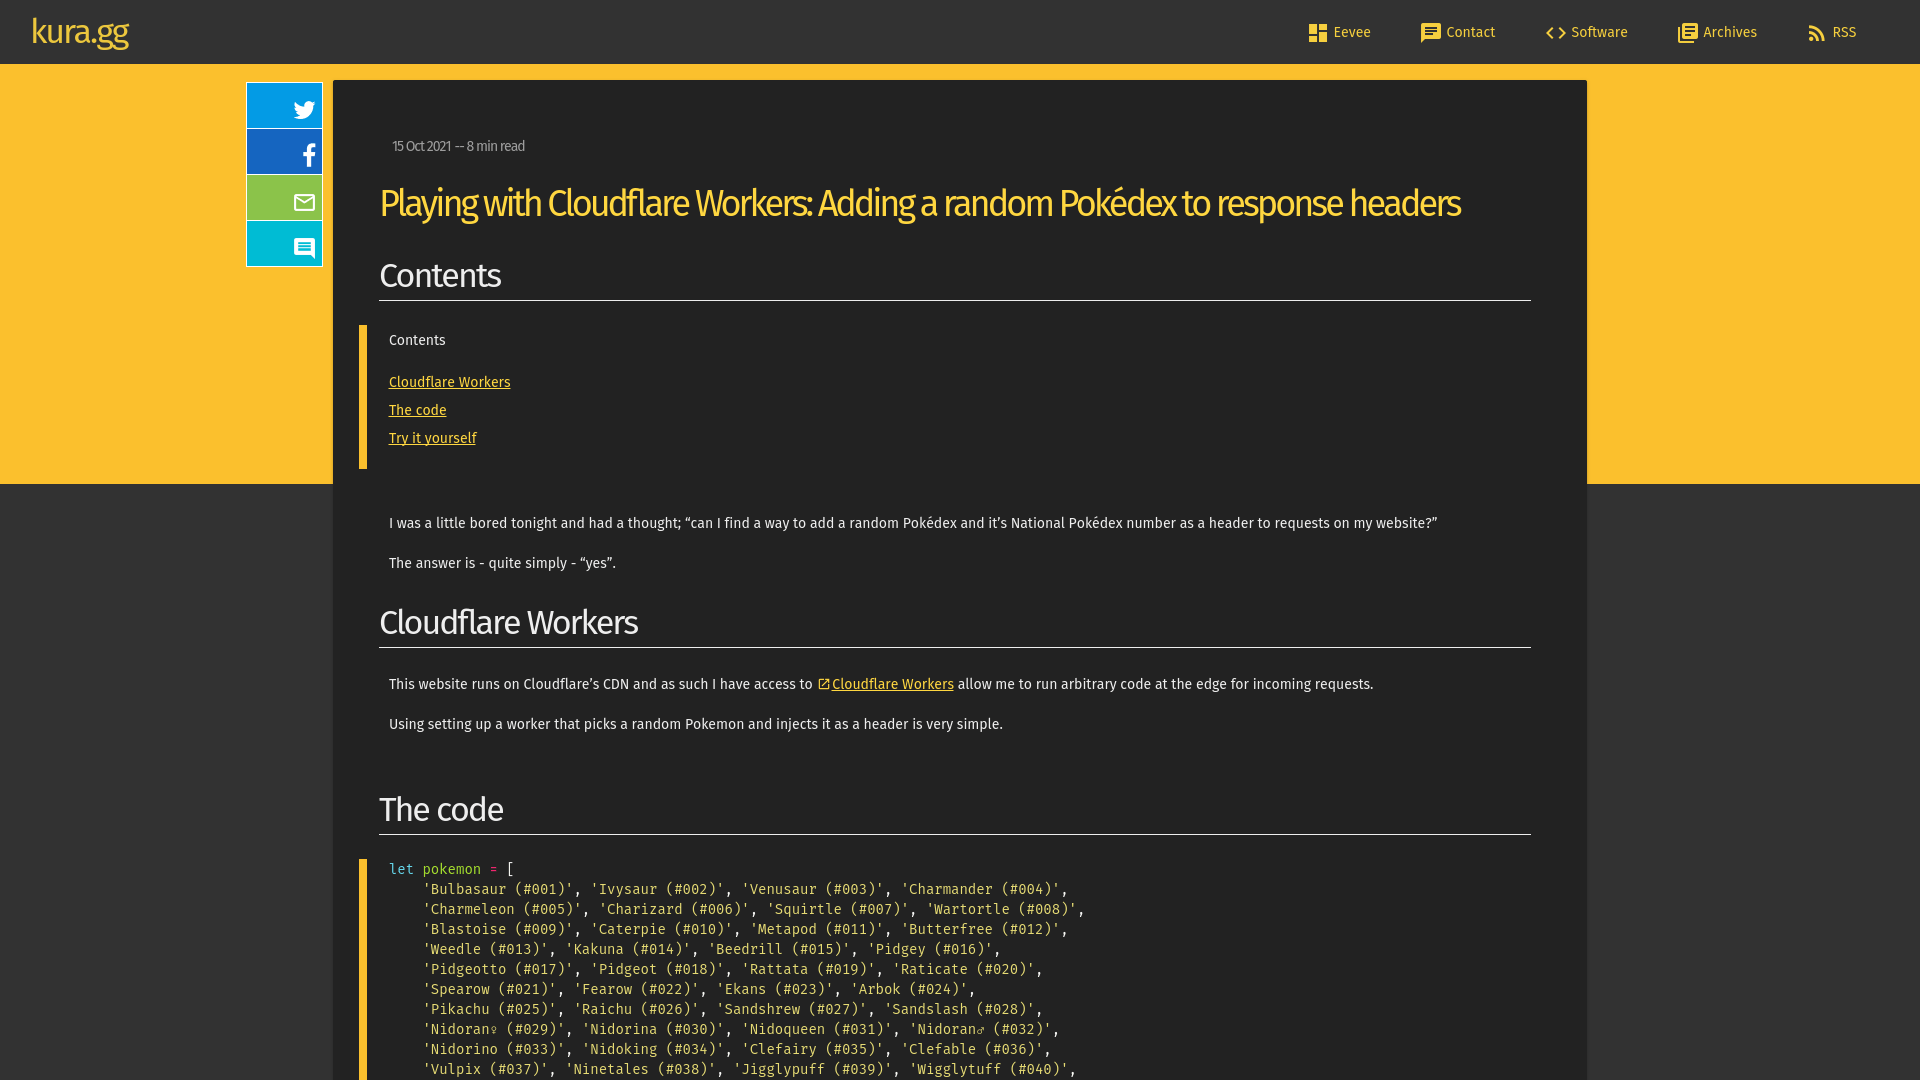 kura.gg
Eevee
Contact
Software
Archives
RSS
15 Oct 2021 -- 8 min read
Playing with Cloudflare Workers: Adding a random Pokédex to response headers
Contents
Contents
Cloudflare Workers
The code
Try it yourself
I was a little bored tonight and had a thought; “can I find a way to add a random Pokédex and it’s National Pokédex number as a header to requests on my website?”
The answer is - quite simply - “yes”.
Cloudflare Workers
This website runs on Cloudflare’s CDN and as such I have access to Cloudflare Workers allow me to run arbitrary code at the edge for incoming requests.
Using setting up a worker that picks a random Pokemon and injects it as a header is very simple.
The code
let pokemon = [
'Bulbasaur (#001)', 'Ivysaur (#002)', 'Venusaur (#003)', 'Charmander (#004)',
'Charmeleon (#005)', 'Charizard (#006)', 'Squirtle (#007)', 'Wartortle (#008)',
'Blastoise (#009)', 'Caterpie (#010)', 'Metapod (#011)', 'Butterfree (#012)',
'Weedle (#013)', 'Kakuna (#014)', 'Beedrill (#015)', 'Pidgey (#016)',
'Pidgeotto (#017)', 'Pidgeot (#018)', 'Rattata (#019)', 'Raticate (#020)',
'Spearow (#021)', 'Fearow (#022)', 'Ekans (#023)', 'Arbok (#024)',
'Pikachu (#025)', 'Raichu (#026)', 'Sandshrew (#027)', 'Sandslash (#028)',
'Nidoran♀ (#029)', 'Nidorina (#030)', 'Nidoqueen (#031)', 'Nidoran♂ (#032)',
'Nidorino (#033)', 'Nidoking (#034)', 'Clefairy (#035)', 'Clefable (#036)',
'Vulpix (#037)', 'Ninetales (#038)', 'Jigglypuff (#039)', 'Wigglytuff (#040)',